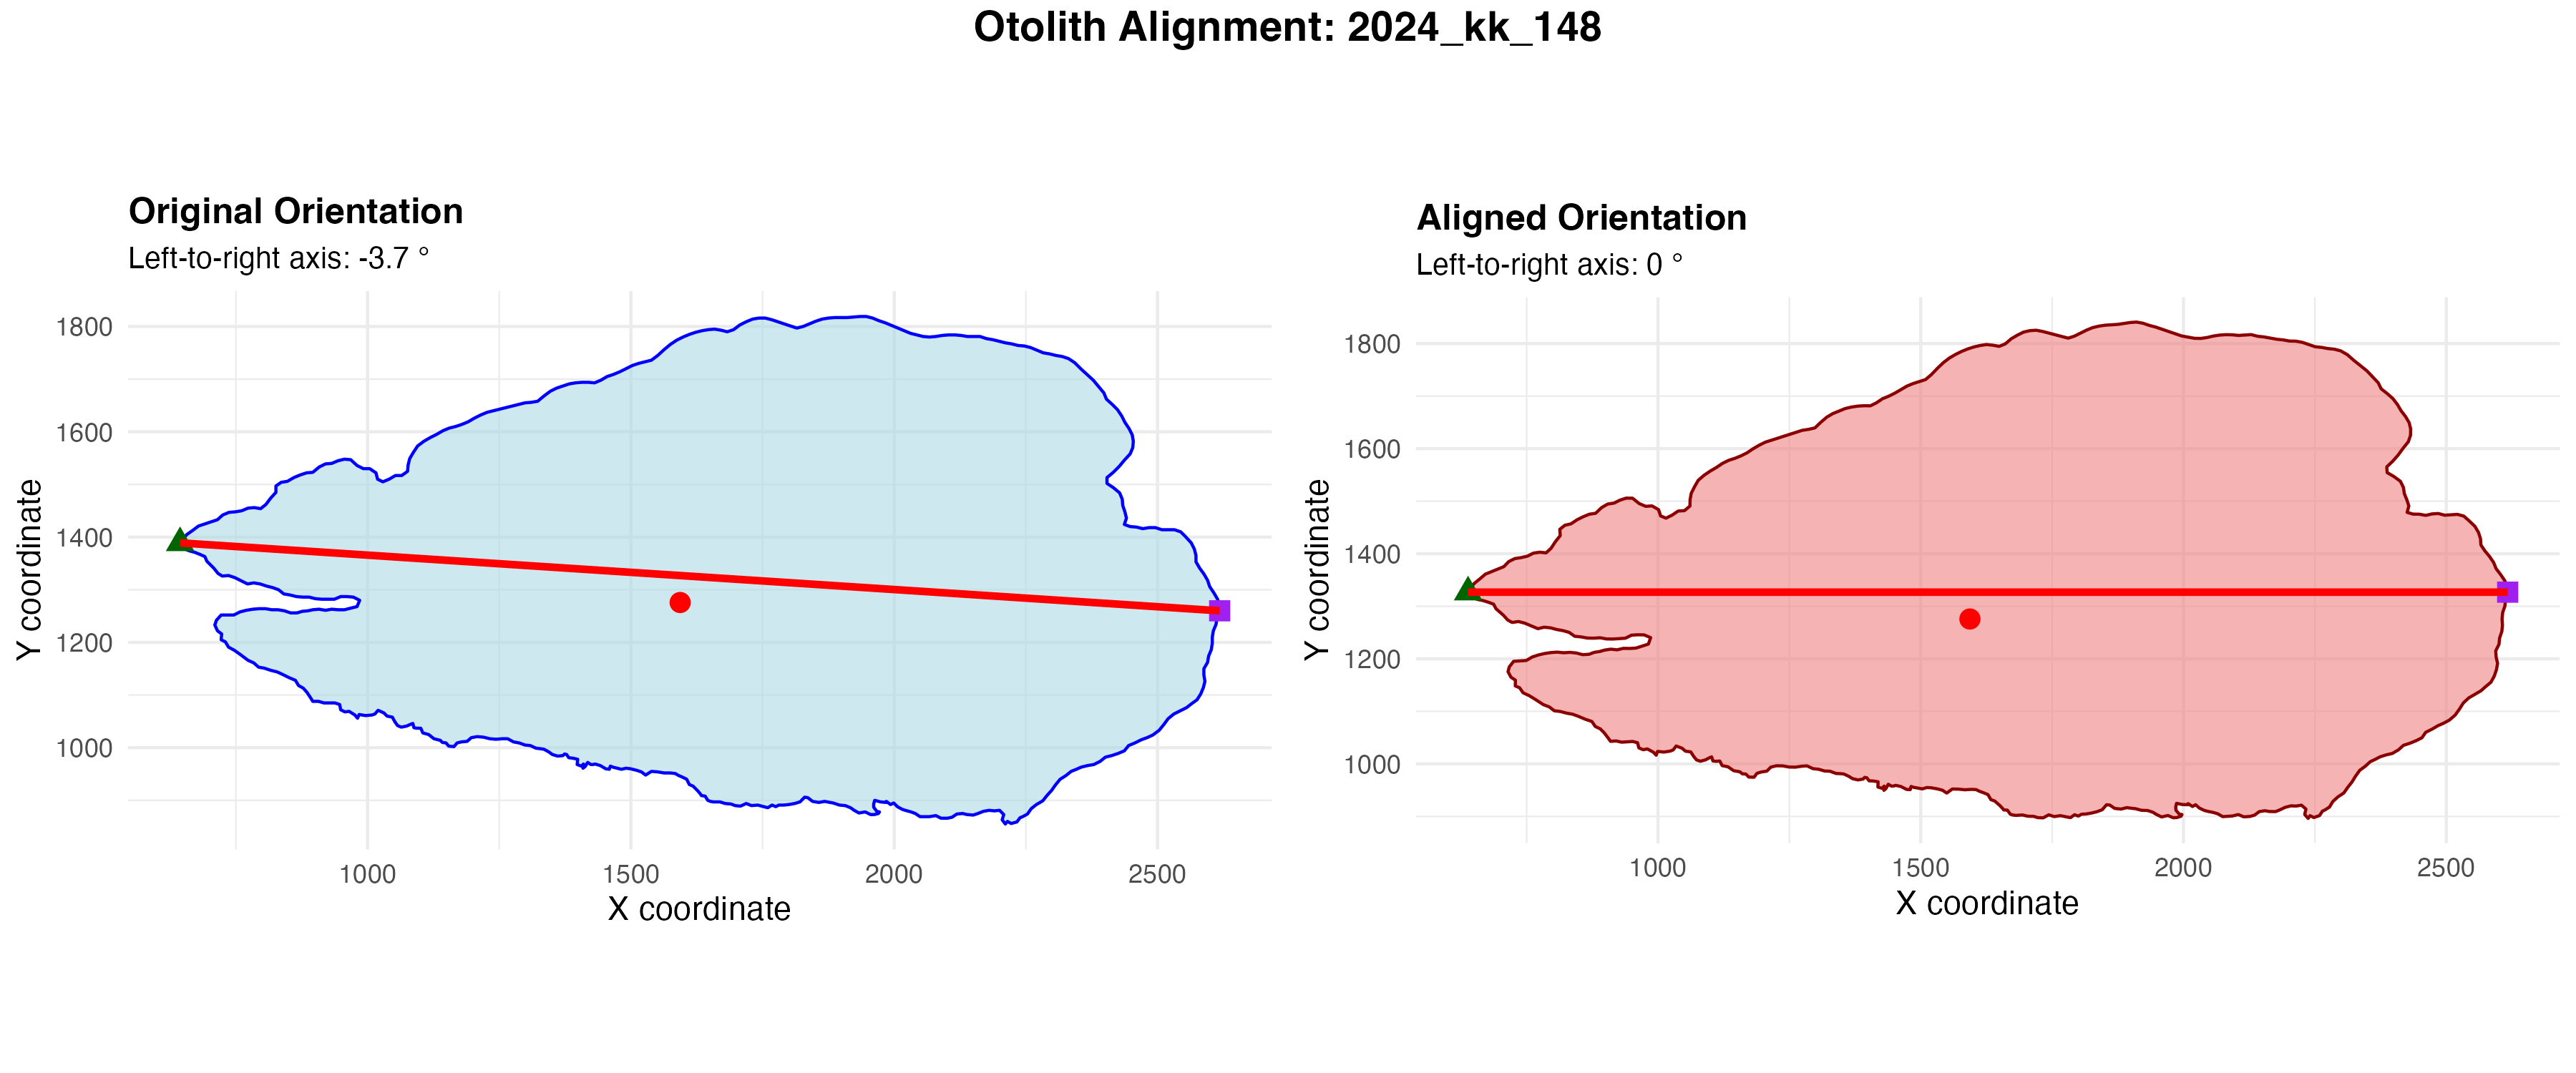 Otolith Alignment: 2024_kk_148
Original Orientation
Left-to-right axis: -3.7 °
1800
1600
1400
1200
1000
Y coordinate
1000 1500 2000 2500
X coordinate
Aligned Orientation
Left-to-right axis: 0 °
1800
1600
1400
1200
1000
Y coordinate
1000 1500 2000 2500
X coordinate